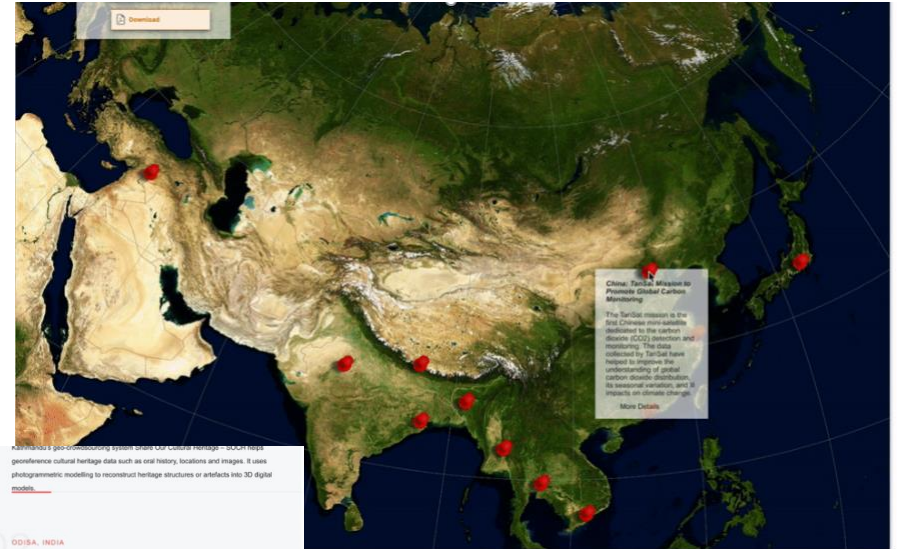 Download
China: TanSat Mission to
Promote Global Carbon
Monitoring
The TanSat mission is the
first Chinese mini-satellite
dedicated to the carbon
dioxide (CO2) detection and
monitoring. The data
collected by TanSat have
helped to improve the
understanding of global
carbon dioxide distribution,
its seasonal variation, and it
impacts on climate change.
More Details
Kathmandu's geo-crowdsourcing system Share Our Cultural Heritage – SOCH helps
georeference cultural heritage data such as oral history, locations and images. It uses
photogrammetric modelling to reconstruct heritage structures or artefacts into 3D digital
models.
ODISA, INDIA